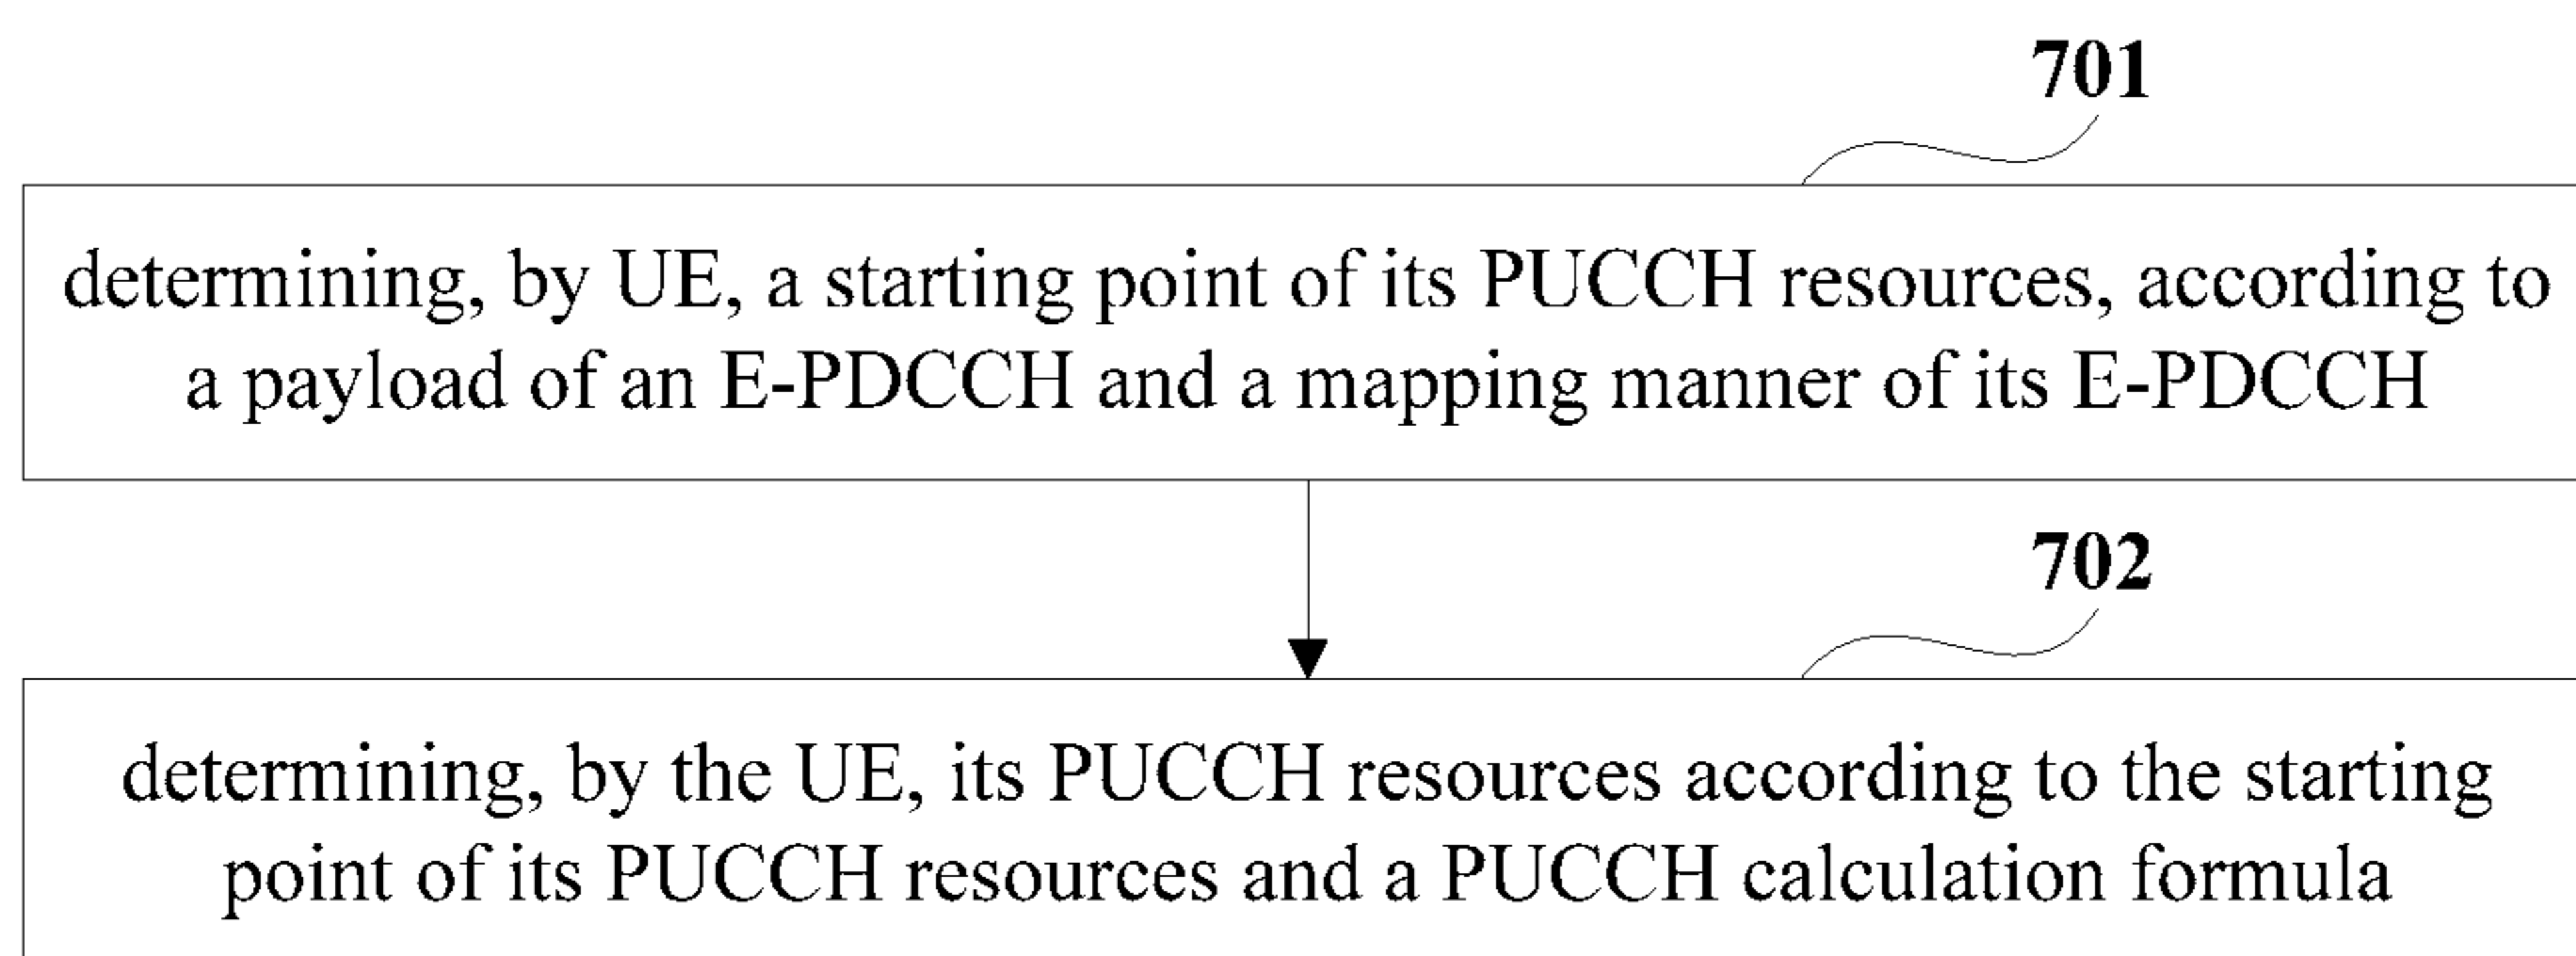 701
determining, by UE, a starting point of its PUCCH resources, according to
a payload of an E-PDCCH and a mapping manner of its E-PDCCH
702
determining, by the UE, its PUCCH resources according to the starting
point of its PUCCH resources and a PUCCH calculation formula